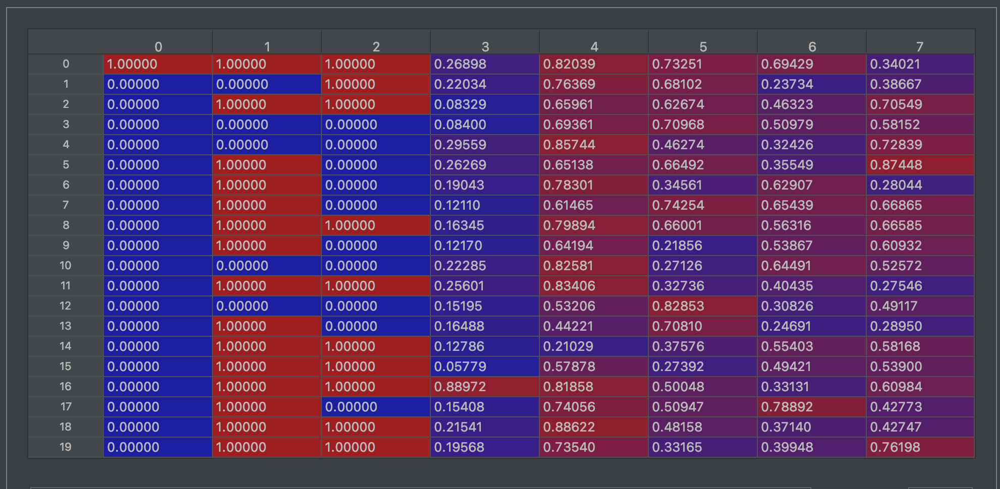 0 1 2 3 4 5 6 7
0 1.00000 1.00000 1.00000 0.26898 0.82039 0.73251 0.69429 0.34021
1 0.00000 0.00000 1.00000 0.22034 0.76369 0.68102 0.23734 0.38667
2 0.00000 1.00000 1.00000 0.08329 0.65961 0.62674 0.46323 0.70549
3 0.00000 0.00000 0.00000 0.08400 0.69361 0.70968 0.50979 0.58152
4 0.00000 0.00000 0.00000 0.29559 0.85744 0.46274 0.32426 0.72839
5 0.00000 1.00000 0.00000 0.26269 0.65138 0.66492 0.35549 0.87448
6 0.00000 1.00000 0.00000 0.19043 0.78301 0.34561 0.62907 0.28044
7 0.00000 1.00000 0.00000 0.12110 0.61465 0.74254 0.65439 0.66865
8 0.00000 1.00000 1.00000 0.16345 0.79894 0.66001 0.56316 0.66585
9 0.00000 1.00000 0.00000 0.12170 0.64194 0.21856 0.53867 0.60932
10 0.00000 0.00000 0.00000 0.22285 0.82581 0.27126 0.64491 0.52572
11 0.00000 1.00000 1.00000 0.25601 0.83406 0.32736 0.40435 0.27546
12 0.00000 0.00000 0.00000 0.15195 0.53206 0.82853 0.30826 0.49117
13 0.00000 1.00000 0.00000 0.16488 0.44221 0.70810 0.24691 0.28950
14 0.00000 1.00000 1.00000 0.12786 0.21029 0.37576 0.55403 0.58168
15 0.00000 1.00000 1.00000 0.05779 0.57878 0.27392 0.49421 0.53900
16 0.00000 1.00000 1.00000 0.88972 0.81858 0.50048 0.33131 0.60984
17 0.00000 1.00000 0.00000 0.15408 0.74056 0.50947 0.78892 0.42773
18 0.00000 1.00000 1.00000 0.21541 0.88622 0.48158 0.37140 0.42747
19 0.00000 1.00000 1.00000 0.19568 0.73540 0.33165 0.39948 0.76198